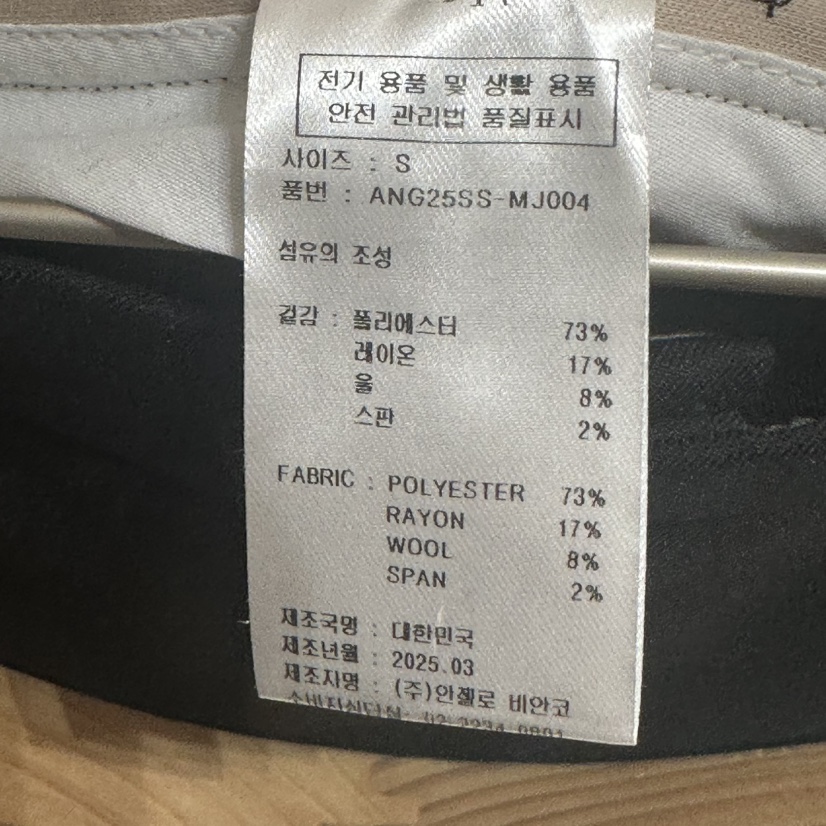 전기 용품 및 생활 용품
안전 관리법 품질표시
사이즈 : S
품번 : ANG25SS-MJ004
섬유의 조성
겉감 : 폴리에스터 73%
레이온 17%
울 8%
스판 2%
FABRIC : POLYESTER 73%
RAYON 17%
WOOL 8%
SPAN 2%
제조국명 : 대한민국
제조년월 : 2025.03
제조자명 : (주)안젤로 비안코